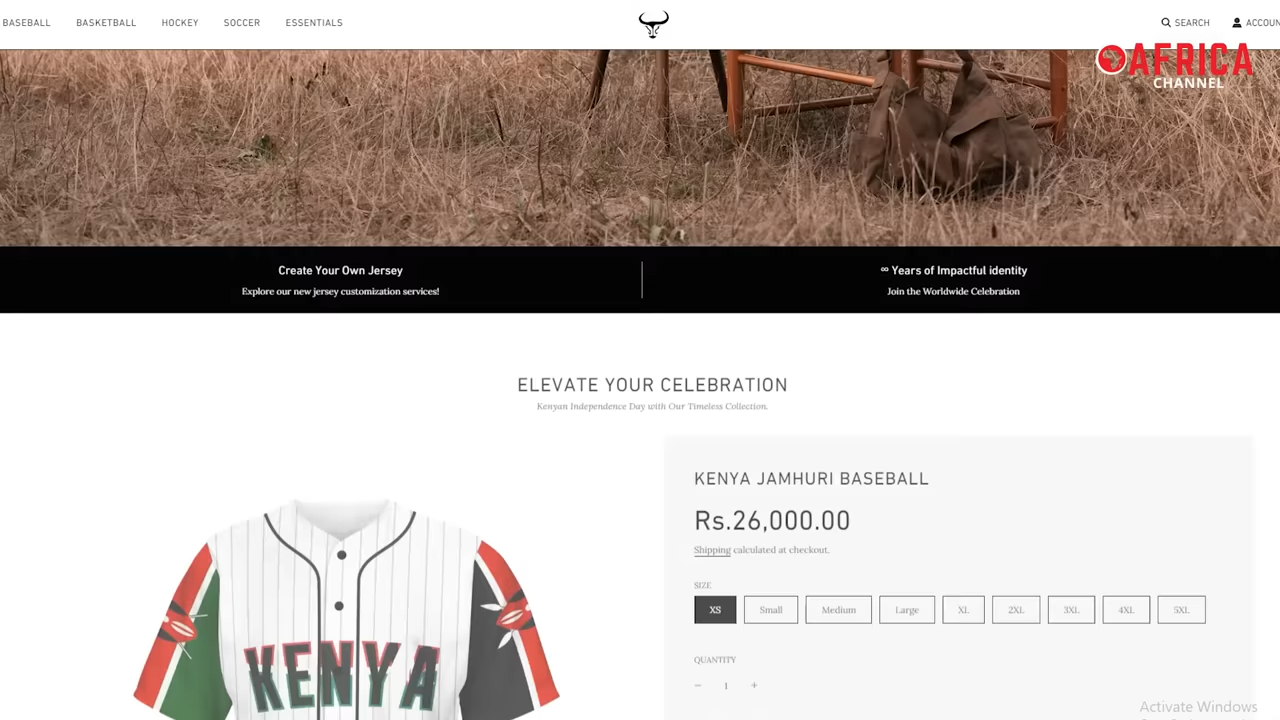 BASEBALL BASKETBALL HOCKEY SOCCER ESSENTIALS SEARCH ACCOUN
AFRICA
CHANNEL
Create Your Own Jersey
Explore our new jersey customization services!
∞ Years of Impactful identity
Join the Worldwide Celebration
ELEVATE YOUR CELEBRATION
Kenyan Independence Day with Our Timeless Collection.
KENYA JAMHURI BASEBALL
Rs.26,000.00
Shipping calculated at checkout.
SIZE
XS Small Medium Large XL 2XL 3XL 4XL 5XL
QUANTITY
− 1 +
KENYA
Activate Windows